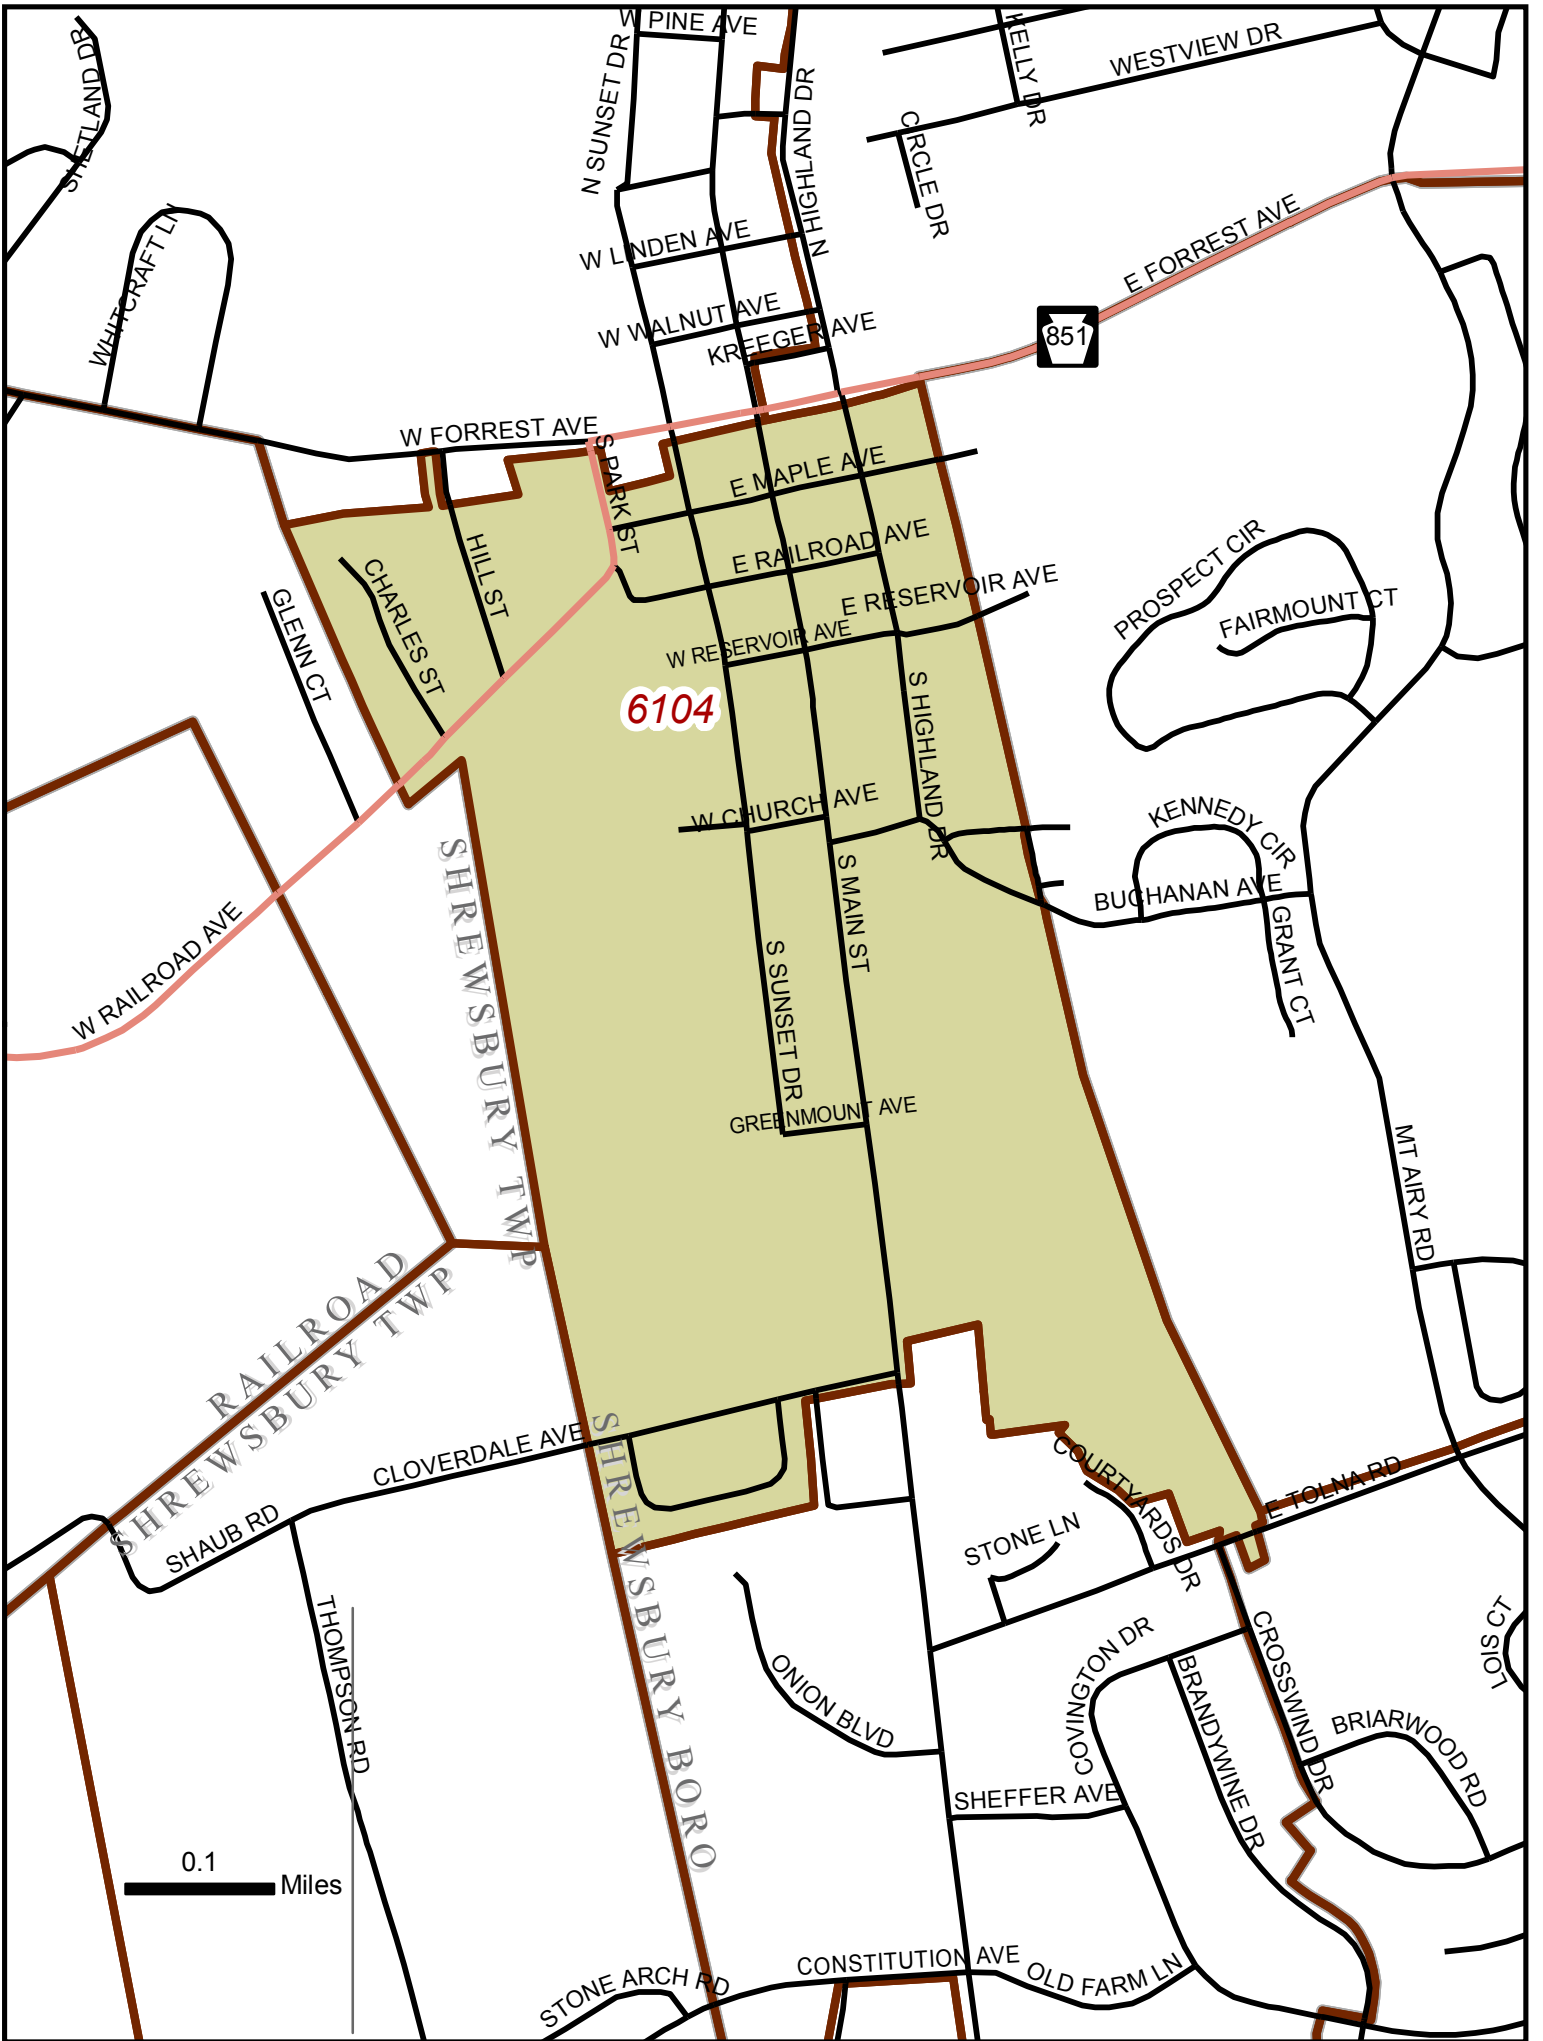 W PINE AVE
SHETLAND DR
N SUNSET DR
N HIGHLAND DR
KELLY DR
WESTVIEW DR
CIRCLE DR
WHITCRAFT LN
W LINDEN AVE
E FORREST AVE
W WALNUT AVE
KREEGER AVE
851
W FORREST AVE
S PARK ST
E MAPLE AVE
HILL ST
E RAILROAD AVE
CHARLES ST
GLENN CT
E RESERVOIR AVE
W RESERVOIR AVE
PROSPECT CIR
FAIRMOUNT CT
6104
S HIGHLAND DR
W CHURCH AVE
KENNEDY CIR
BUCHANAN AVE
GRANT CT
S MAIN ST
S SUNSET DR
W RAILROAD AVE
SHREWSBURY TWP
GREENMOUNT AVE
MT AIRY RD
RAILROAD
SHREWSBURY TWP
CLOVERDALE AVE
SHREWSBURY BORO
COURTYARDS DR
E TOLNA RD
SHAUB RD
STONE LN
THOMPSON RD
ONION BLVD
COVINGTON DR
BRANDYWINE DR
CROSSWIND DR
BRIARWOOD RD
LOIS CT
SHEFFER AVE
0.1
Miles
CONSTITUTION AVE
STONE ARCH RD
OLD FARM LN